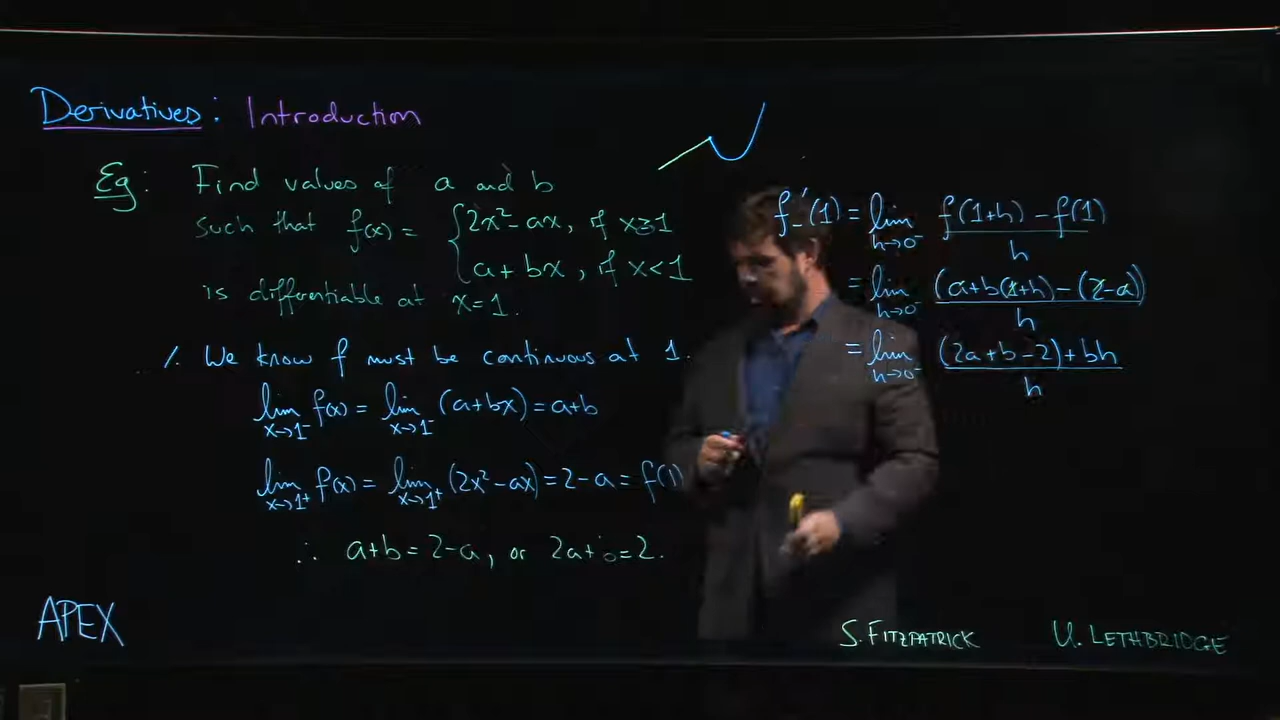 Derivatives: Introduction
Eg: Find values of a and b
such that f(x) = { 2x² - ax, if x≥1
a + bx, if x < 1
is differentiable at x=1.
We know f must be continuous at 1.
lim x→1⁻ f(x) = lim x→1⁻ (a+bx) = a+b
lim x→1⁺ f(x) = lim x→1⁺ (2x²-ax) = 2-a = f(1)
∴ a+b = 2-a, or 2a+b=2.
f₋'(1) = lim h→0⁻ f(1+h) - f(1) / h
= lim h→0⁻ (a+b(1+h) - (2-a) / h
= lim h→0⁻ (2a+b-2)+bh / h
APEX
S. FITZPATRICK
U. LETHBRIDGE